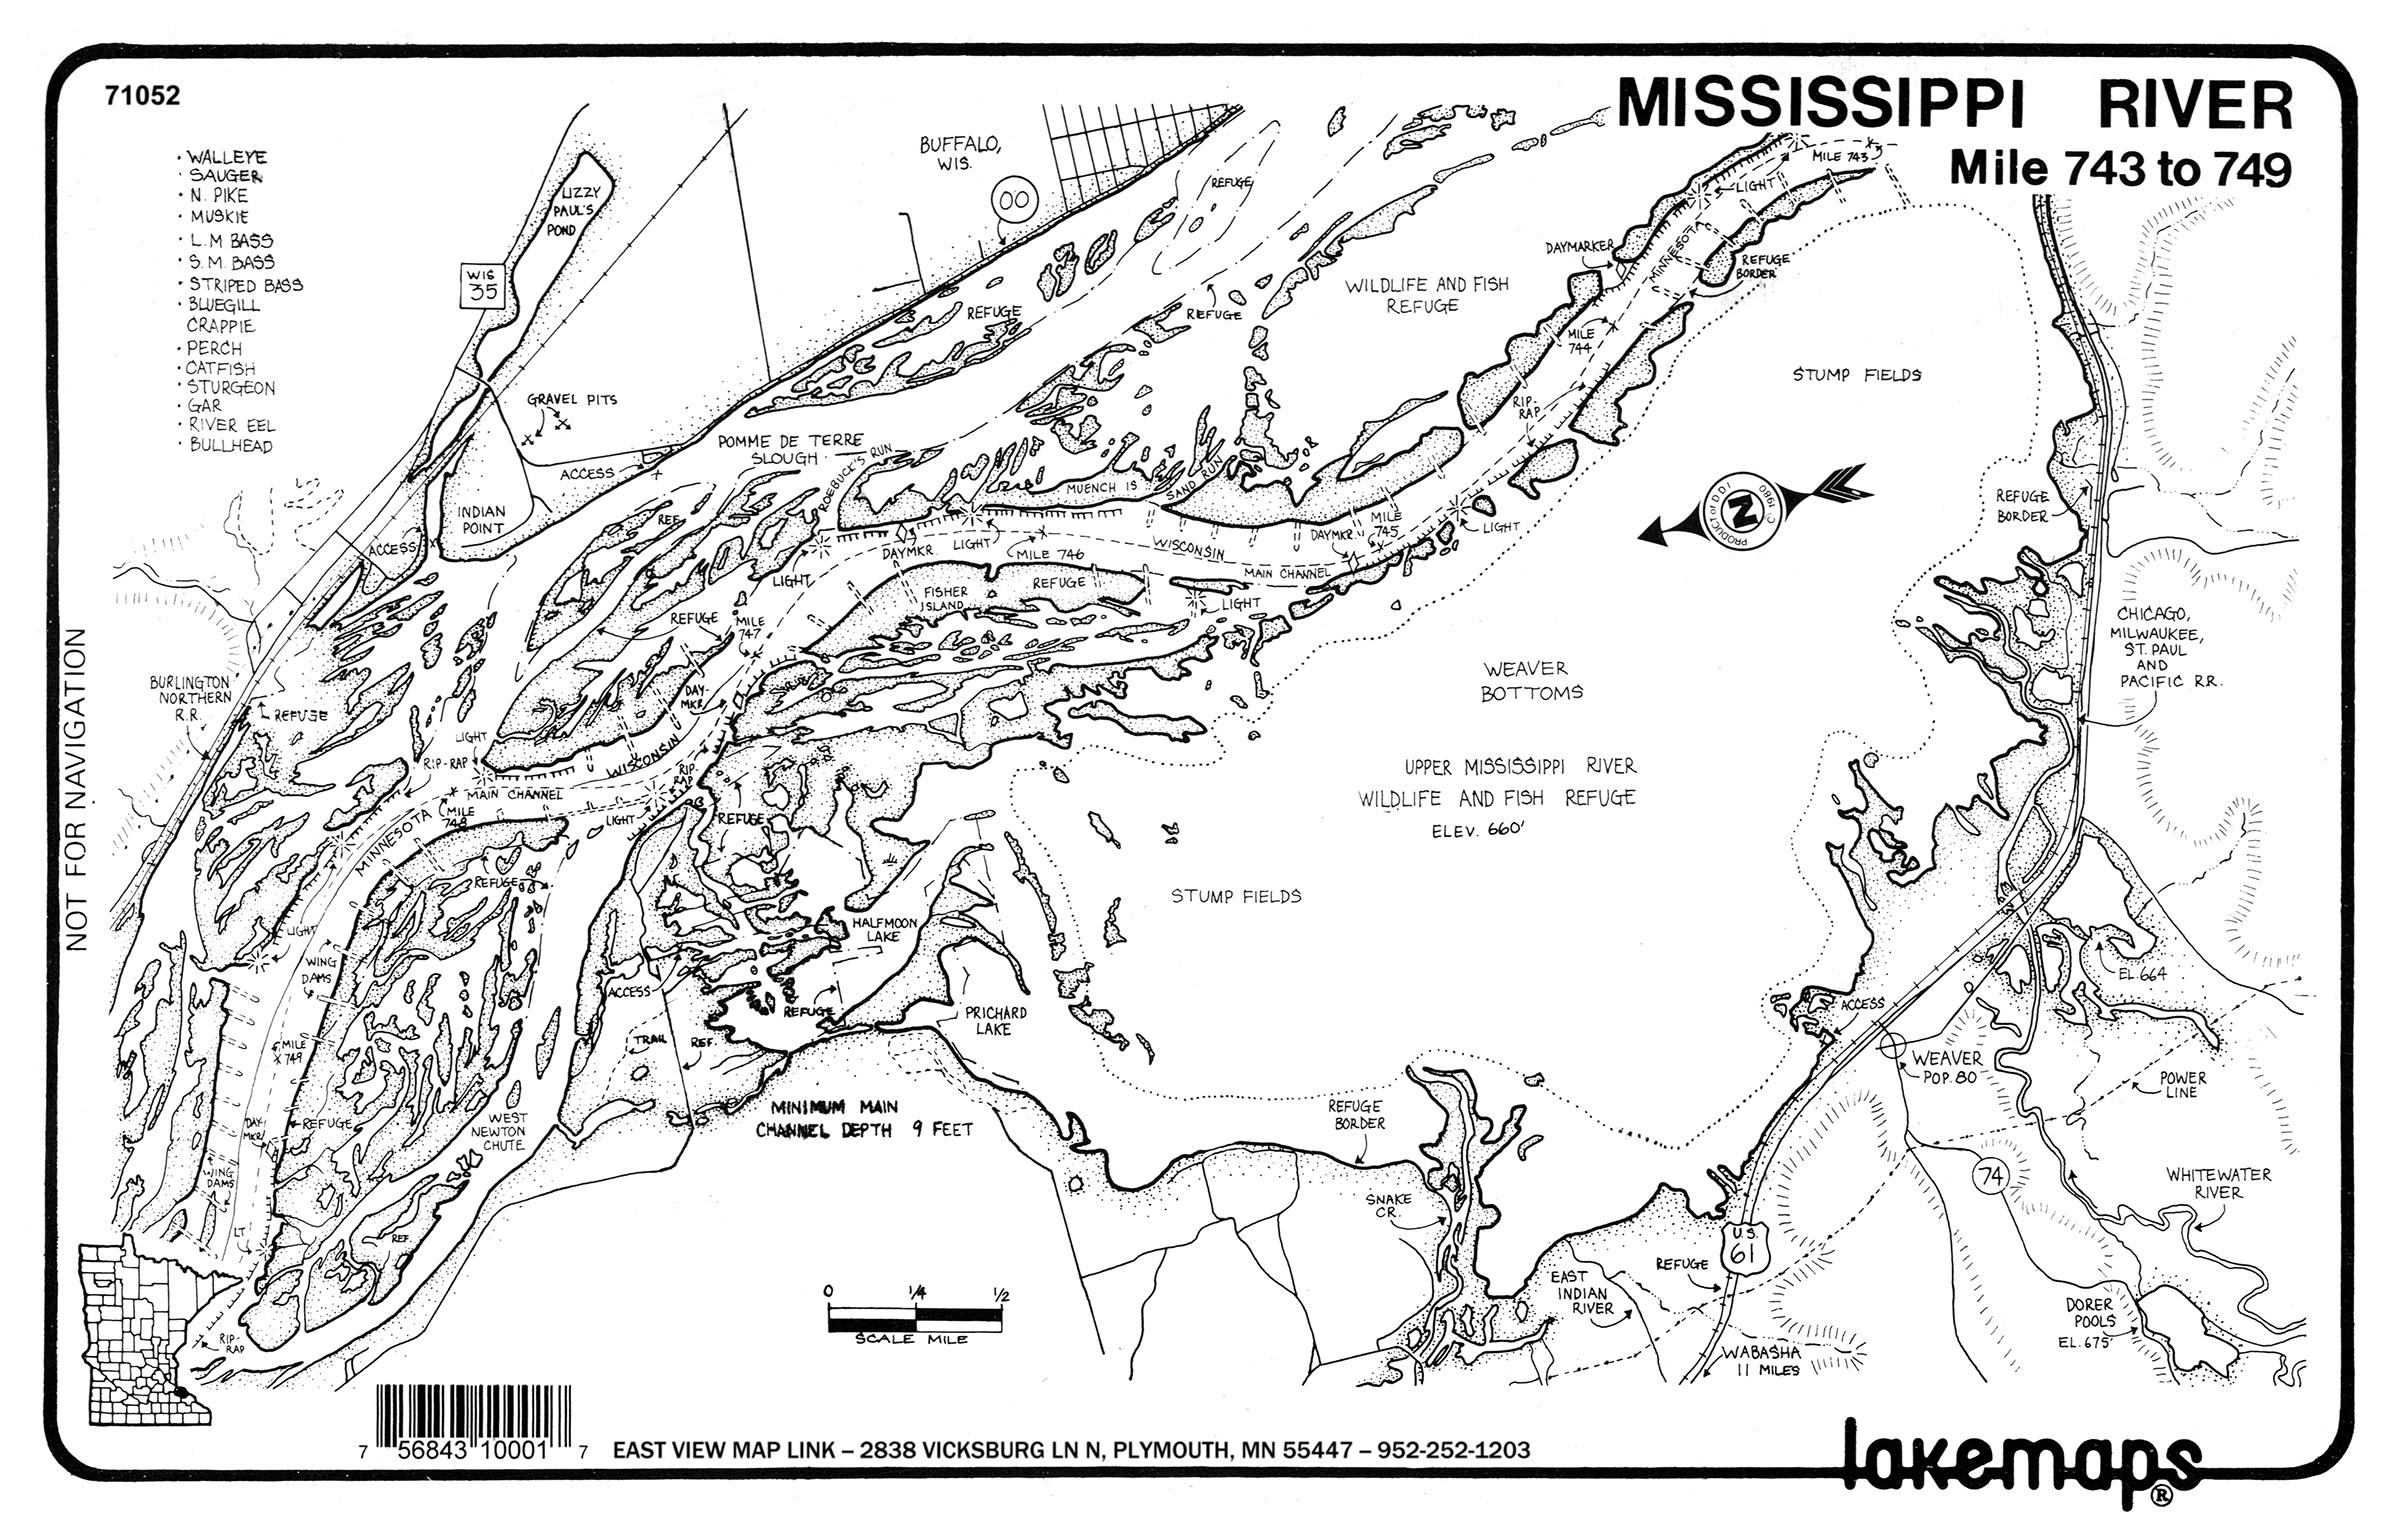 71052
MISSISSIPPI RIVER
Mile 743 to 749
• WALLEYE
• SAUGER
• N. PIKE
• MUSKIE
• L.M BASS
• S.M. BASS
• STRIPED BASS
• BLUEGILL
CRAPPIE
• PERCH
• CATFISH
• STURGEON
• GAR
• RIVER EEL
• BULLHEAD
LIZZY
PAUL'S
POND
WIS
35
BUFFALO,
WIS.
OO
REFUGE
MILE 743
LIGHT
MINNESOTA
DAYMARKER
REFUGE
BORDER
WILDLIFE AND FISH
REFUGE
REFUGE
REFUGE
MILE
744
RIP-
RAP
STUMP FIELDS
GRAVEL PITS
POMME DE TERRE
SLOUGH
ACCESS
ROEBUCK'S RUN
MUENCH IS
SAND RUN
INDIAN
POINT
ACCESS
REF.
LIGHT
DAYMKR.
LIGHT
MILE 746
WISCONSIN
MAIN CHANNEL
DAYMKR.
MILE
745
LIGHT
REFUGE
BORDER
PRODUCT of D.D.I
C 1980
N
FISHER
ISLAND
REFUGE
LIGHT
REFUGE
MILE
747
CHICAGO,
MILWAUKEE,
ST. PAUL
AND
PACIFIC R.R.
WEAVER
BOTTOMS
NOT FOR NAVIGATION
BURLINGTON
NORTHERN
R.R.
REFUGE
DAY-
MKR.
LIGHT
RIP-RAP
WISCONSIN
RIP-
RAP
MAIN CHANNEL
MILE
748
MINNESOTA
LIGHT
REFUGE
UPPER MISSISSIPPI RIVER
WILDLIFE AND FISH REFUGE
ELEV. 660'
REFUGE
STUMP FIELDS
HALFMOON
LAKE
LIGHT
WING
DAMS
ACCESS
REFUGE
PRICHARD
LAKE
TRAIL
REF.
MILE
749
ACCESS
EL. 664
WEAVER
POP. 80
POWER
LINE
MINIMUM MAIN
CHANNEL DEPTH 9 FEET
WEST
NEWTON
CHUTE
DAY
MKR.
REFUGE
WING
DAMS
REFUGE
BORDER
74
WHITEWATER
RIVER
SNAKE
CR.
LT
REF.
U.S.
61
REFUGE
EAST
INDIAN
RIVER
DORER
POOLS
EL. 675
WABASHA
11 MILES
RIP-
RAP
0 1/4 1/2
SCALE MILE
7 56843 10001 7
EAST VIEW MAP LINK – 2838 VICKSBURG LN N, PLYMOUTH, MN 55447 – 952-252-1203
lakemaps®